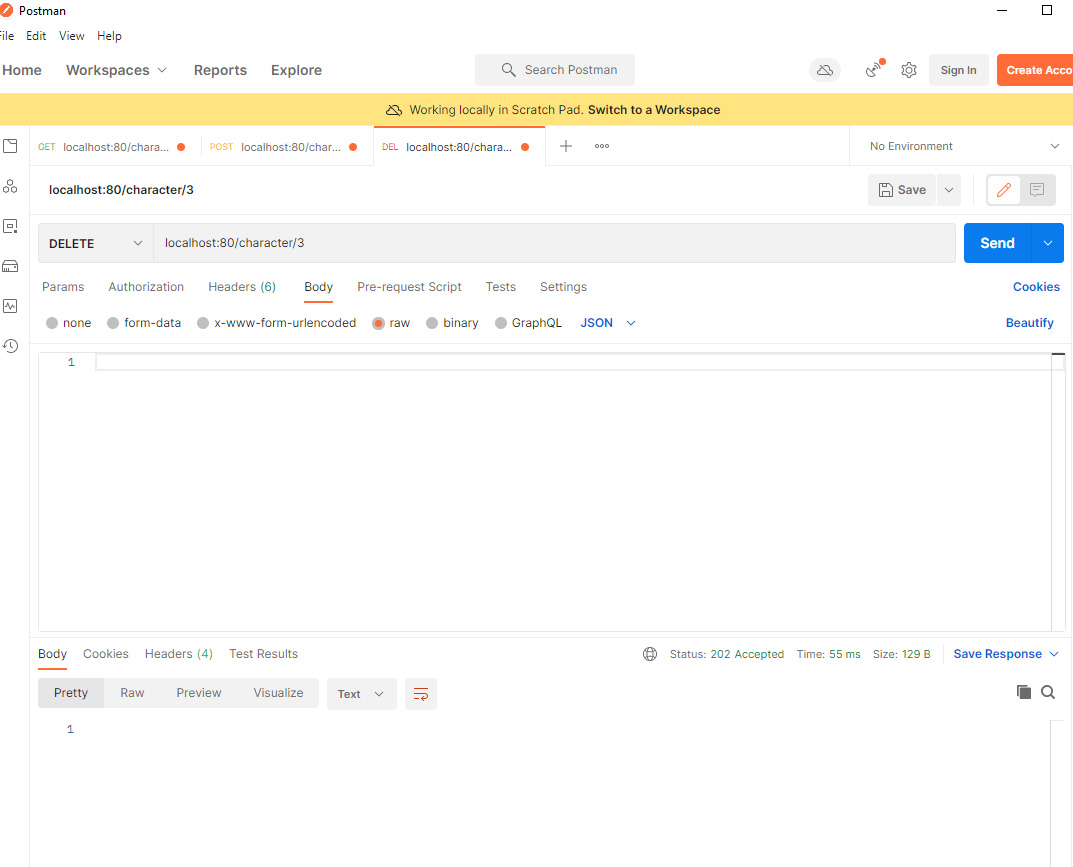 Postman
File Edit View Help
Home Workspaces Reports Explore Search Postman Sign In Create Acco
Working locally in Scratch Pad. Switch to a Workspace
GET localhost:80/chara... POST localhost:80/char... DEL localhost:80/chara... No Environment
localhost:80/character/3 Save
DELETE localhost:80/character/3 Send
Params Authorization Headers (6) Body Pre-request Script Tests Settings Cookies
none form-data x-www-form-urlencoded raw binary GraphQL JSON Beautify
1
Body Cookies Headers (4) Test Results Status: 202 Accepted Time: 55 ms Size: 129 B Save Response
Pretty Raw Preview Visualize Text
1